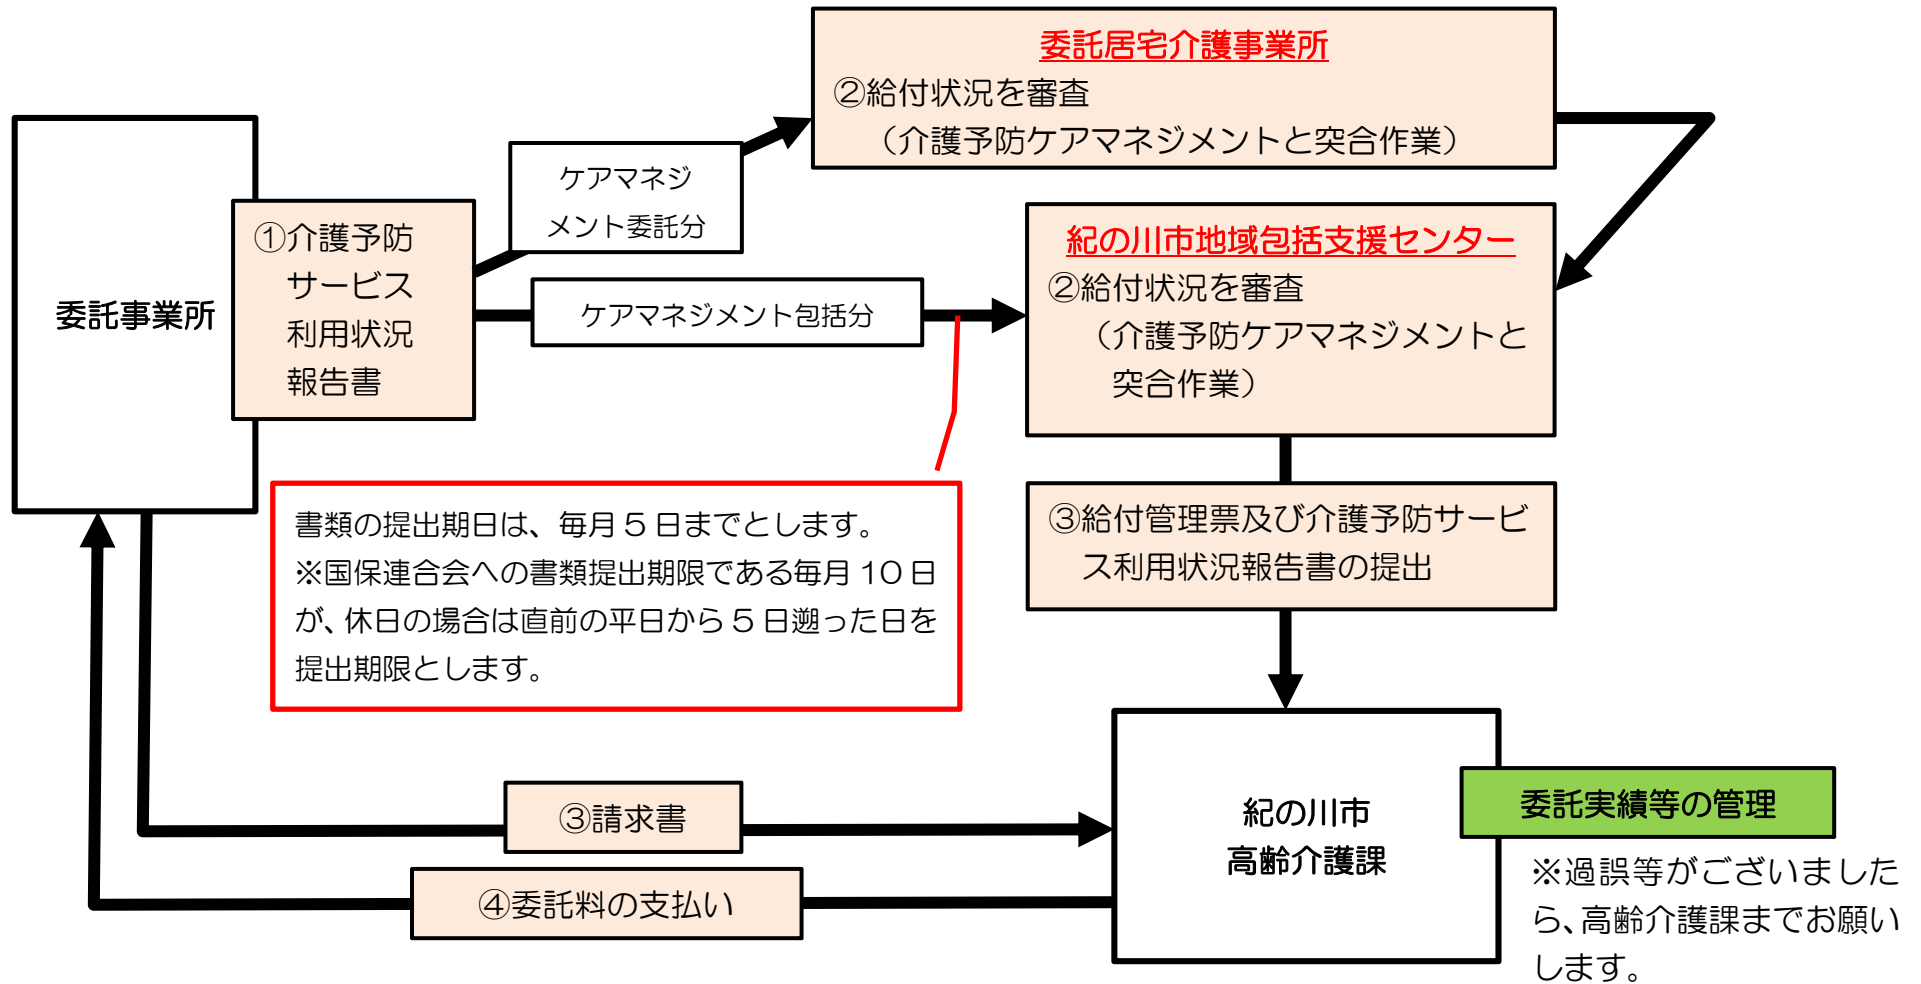 委託居宅介護事業所
②給付状況を審査
（介護予防ケアマネジメントと突合作業）
ケアマネジ
メント委託分
委託事業所
①介護予防
サービス
利用状況
報告書
ケアマネジメント包括分
紀の川市地域包括支援センター
②給付状況を審査
（介護予防ケアマネジメントと
突合作業）
書類の提出期日は、毎月５日までとします。
※国保連合会への書類提出期限である毎月10日
が、休日の場合は直前の平日から５日遡った日を
提出期限とします。
③給付管理票及び介護予防サービ
ス利用状況報告書の提出
③請求書
④委託料の支払い
紀の川市
高齢介護課
委託実績等の管理
※過誤等がございました
ら、高齢介護課までお願い
します。